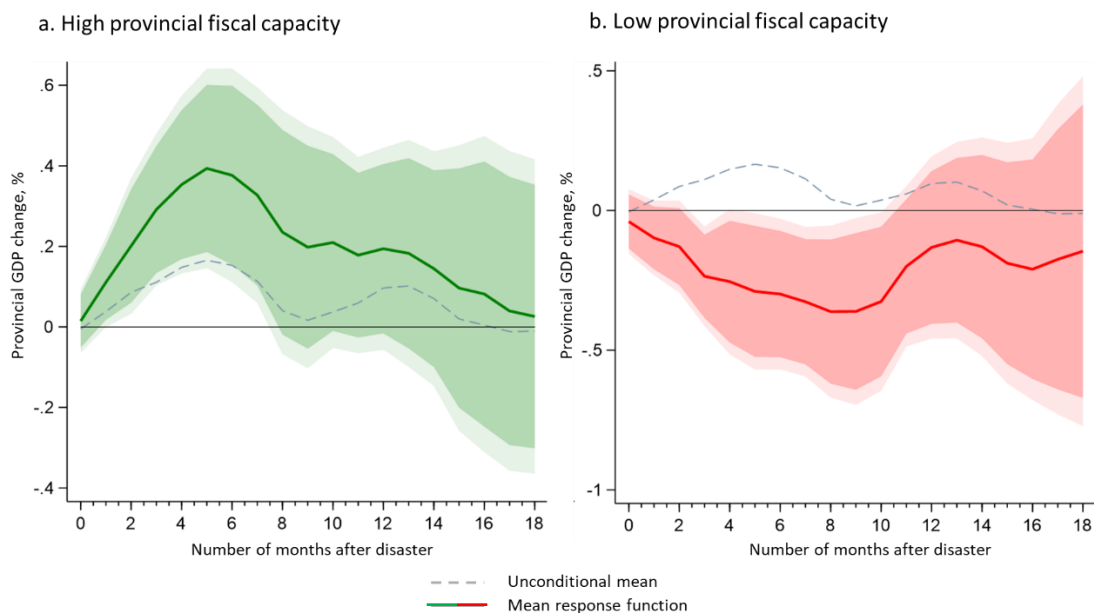 a. High provincial fiscal capacity
Provincial GDP change, %
.6
.4
.2
0
-.2
-.4
0 2 4 6 8 10 12 14 16 18
Number of months after disaster
b. Low provincial fiscal capacity
Provincial GDP change, %
.5
0
-.5
-1
0 2 4 6 8 10 12 14 16 18
Number of months after disaster
Unconditional mean
Mean response function